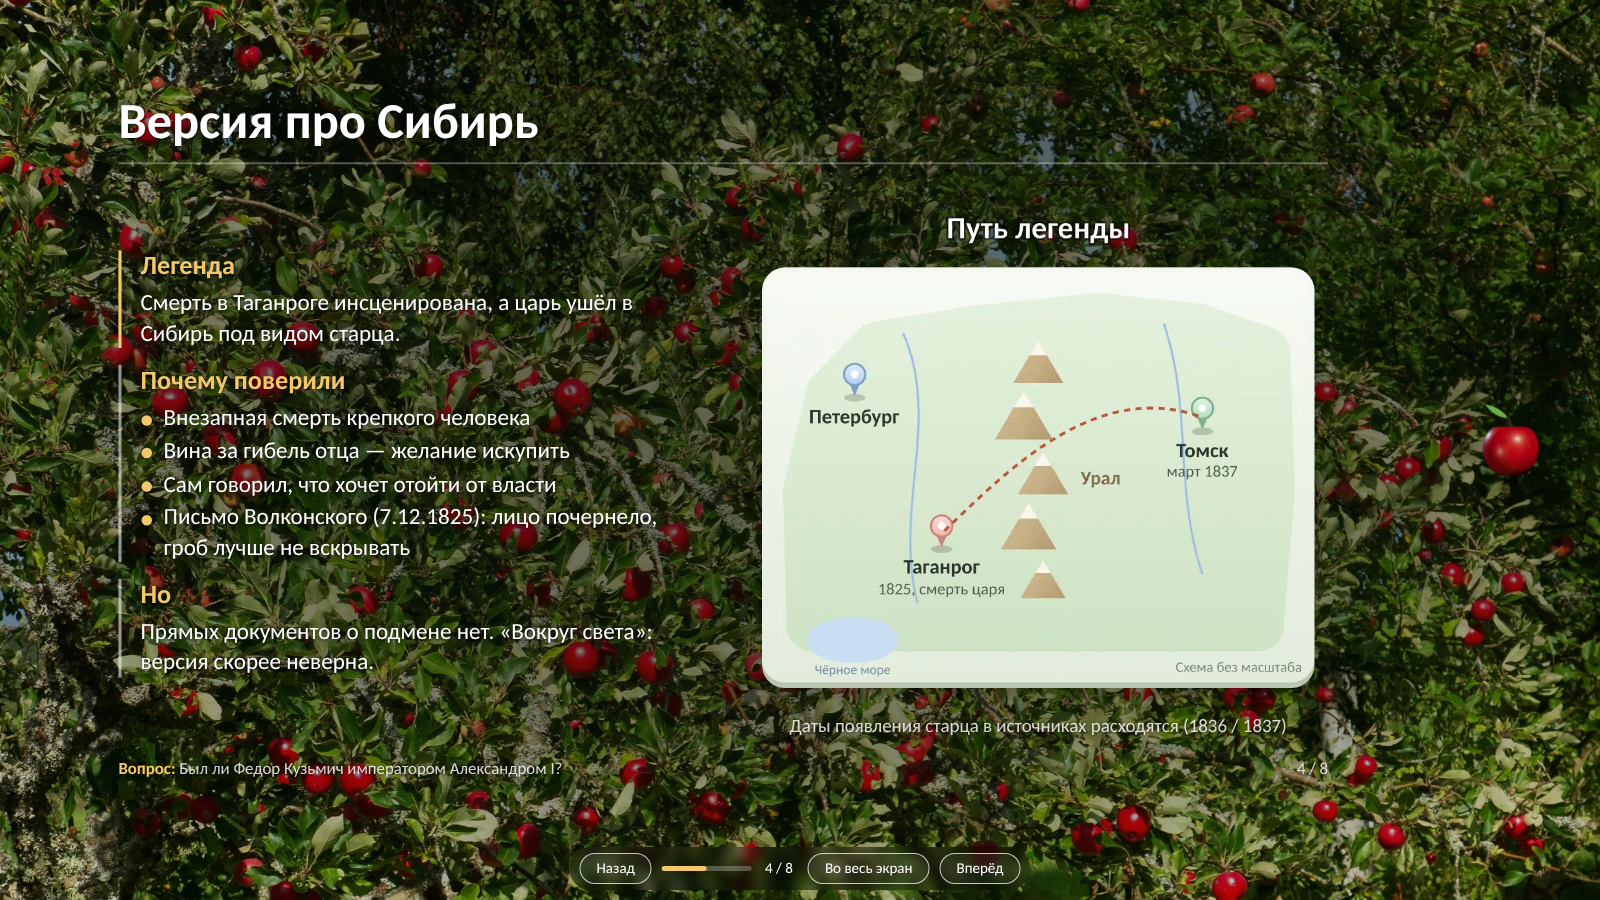 Версия про Сибирь
Легенда
Смерть в Таганроге инсценирована, а царь ушёл в
Сибирь под видом старца.
Почему поверили
Внезапная смерть крепкого человека
Вина за гибель отца — желание искупить
Сам говорил, что хочет отойти от власти
Письмо Волконского (7.12.1825): лицо почернело,
гроб лучше не вскрывать
Но
Прямых документов о подмене нет. «Вокруг света»:
версия скорее неверна.
Путь легенды
Петербург
Томск
март 1837
Урал
Таганрог
1825, смерть царя
Чёрное море
Схема без масштаба
Даты появления старца в источниках расходятся (1836 / 1837)
Вопрос: Был ли Федор Кузьмич императором Александром I?
4 / 8
Назад
4 / 8
Во весь экран
Вперёд